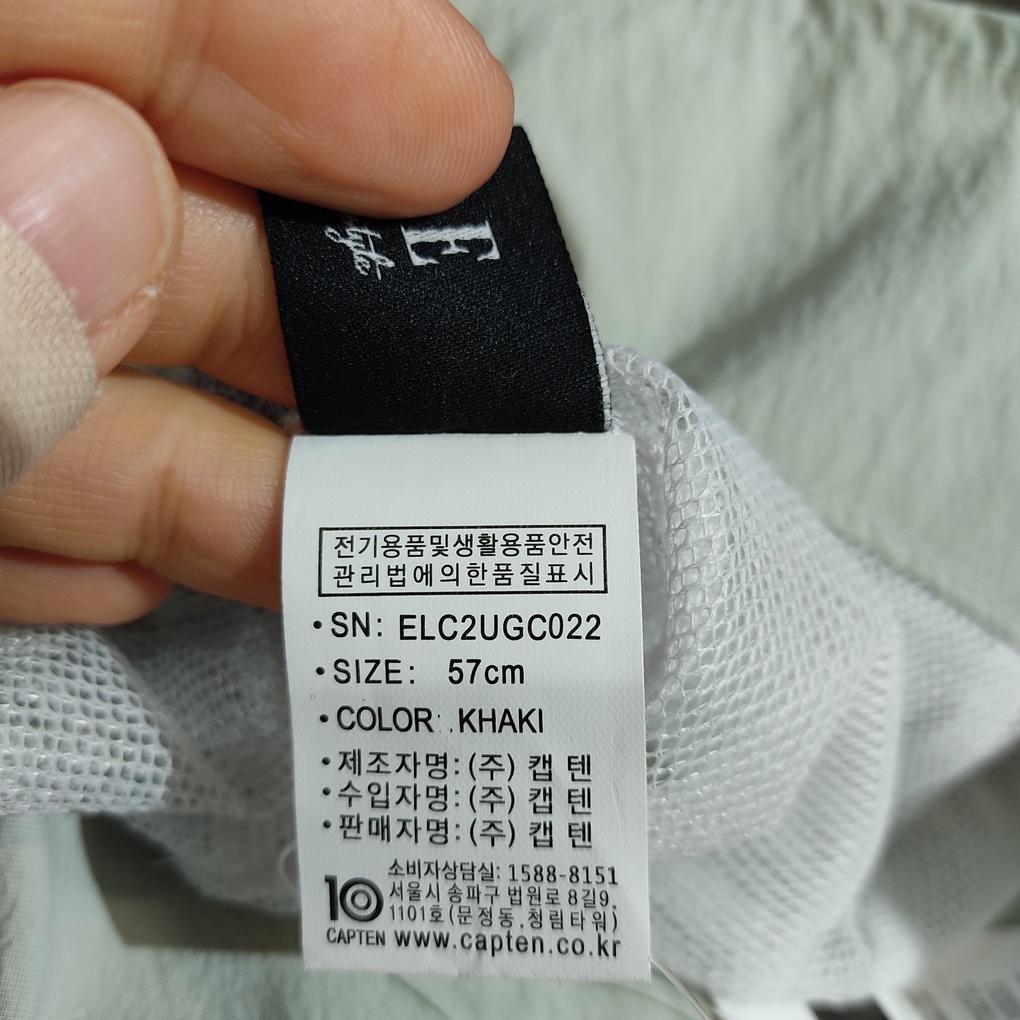 E
전기용품및생활용품안전
관리법에의한품질표시
•SN: ELC2UGC022
•SIZE: 57cm
•COLOR: KHAKI
•제조자명: (주) 캡 텐
•수입자명: (주) 캡 텐
•판매자명: (주) 캡 텐
소비자상담실: 1588-8151
서울시 송파구 법원로 8길9,
1101호(문정동,청림타워)
10
CAPTEN www.capten.co.kr